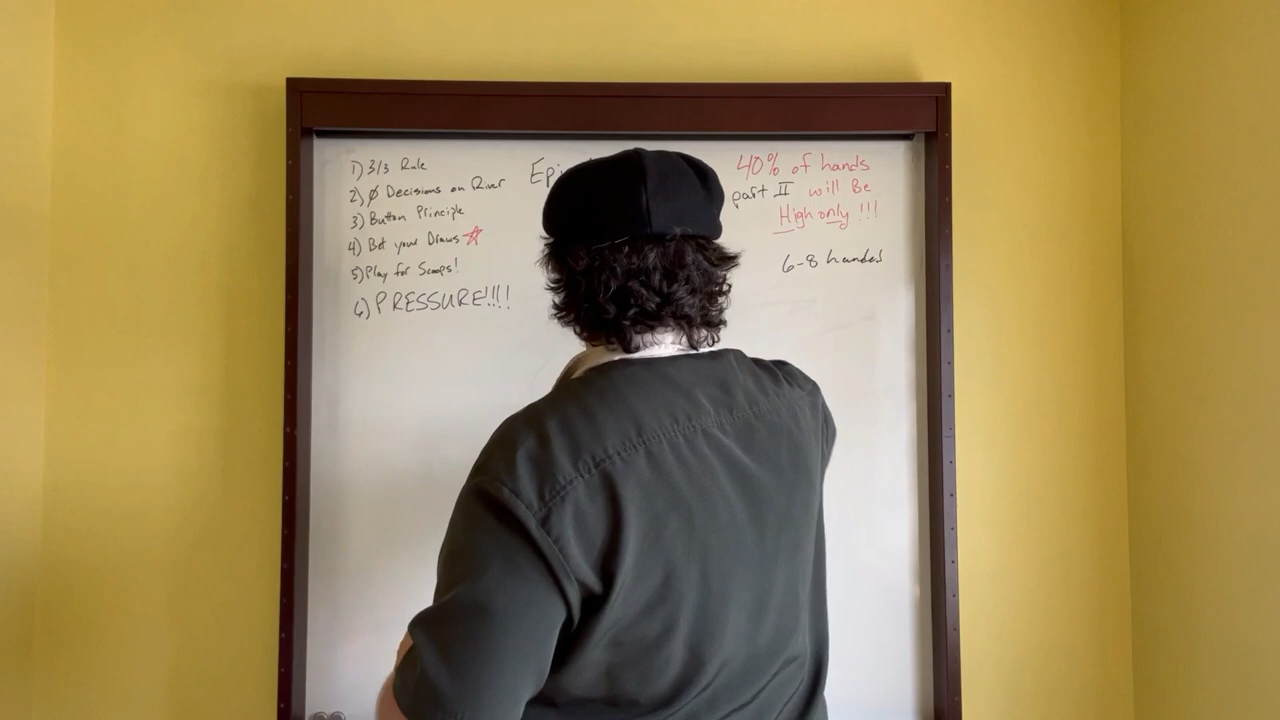 1) 3/3 Rule
2) Ø Decisions on River
3) Button Principle
4) Bet your Draws
5) Play for Scoops!
6) PRESSURE!!!!
40% of hands
part II will Be
High only !!!
6-8 handed